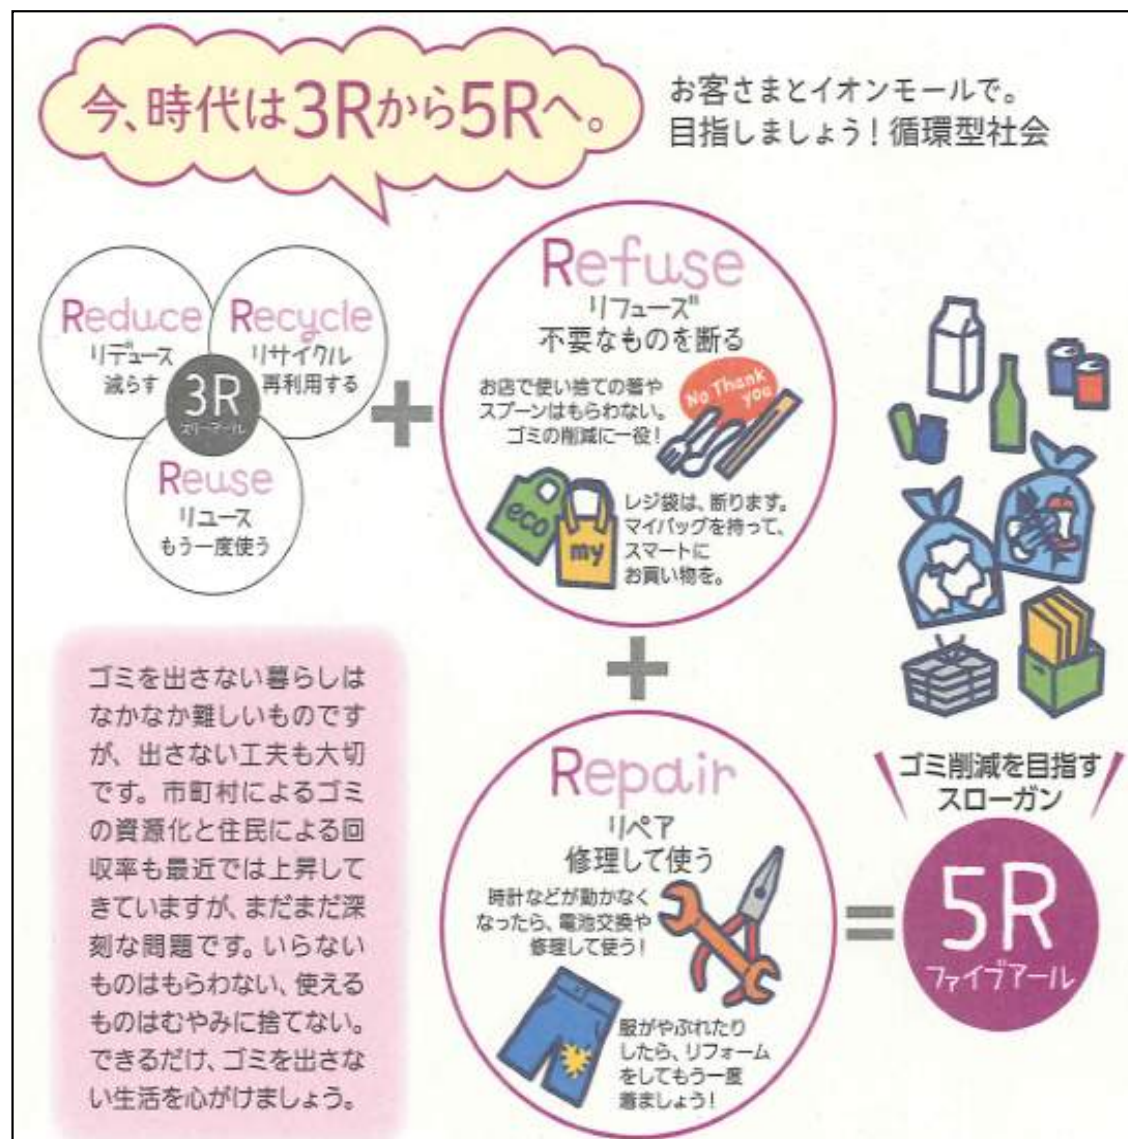 今、時代は3Rから5Rへ。
お客さまとイオンモールで。
目指しましょう!循環型社会
Reduce
リデュース
減らす
Recycle
リサイクル
再利用する
3R
スリーアール
Reuse
リユース
もう一度使う
Refuse
リフューズ
不要なものを断る
お店で使い捨ての箸や
スプーンはもらわない。
ゴミの削減に一役!
No Thank
you
eco
my
レジ袋は、断ります。
マイバッグを持って、
スマートに
お買い物を。
ゴミを出さない暮らしは
なかなか難しいものです
が、出さない工夫も大切
です。市町村によるゴミ
の資源化と住民による回
収率も最近では上昇して
きていますが、まだまだ深
刻な問題です。いらない
ものはもらわない、使える
ものはむやみに捨てない。
できるだけ、ゴミを出さな
い生活を心がけましょう。
Repair
リペア
修理して使う
時計などが動かなく
なったら、電池交換や
修理して使う!
服がやぶれたり
したら、リフォーム
をしてもう一度
着ましょう!
ゴミ削減を目指す
スローガン
5R
ファイブアール